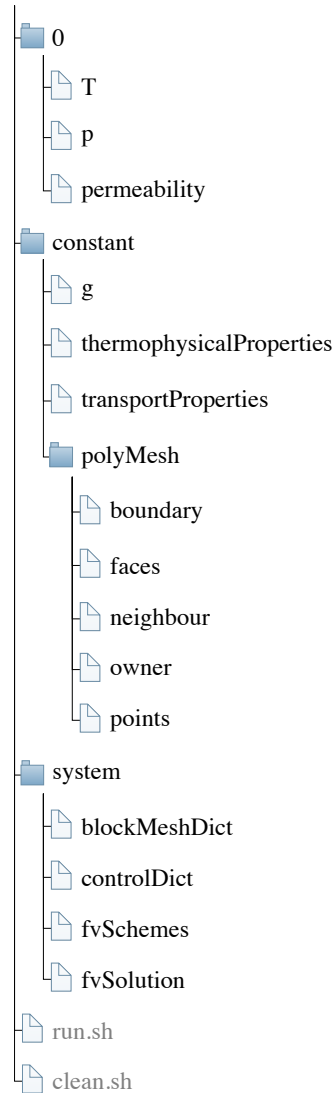 0
T
p
permeability
constant
g
thermophysicalProperties
transportProperties
polyMesh
boundary
faces
neighbour
owner
points
system
blockMeshDict
controlDict
fvSchemes
fvSolution
run.sh
clean.sh